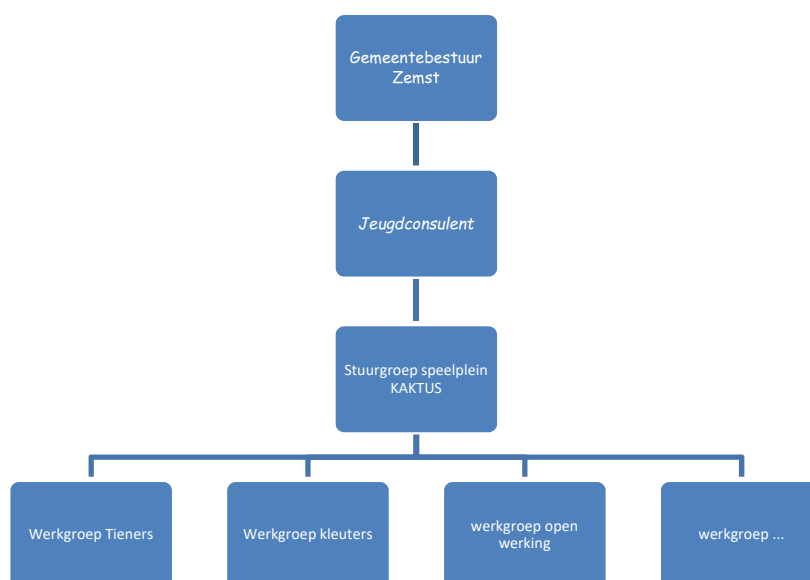 Gemeentebestuur
Zemst
Jeugdconsulent
Stuurgroep speelplein
KAKTUS
Werkgroep Tieners
Werkgroep kleuters
werkgroep open
werking
werkgroep ...